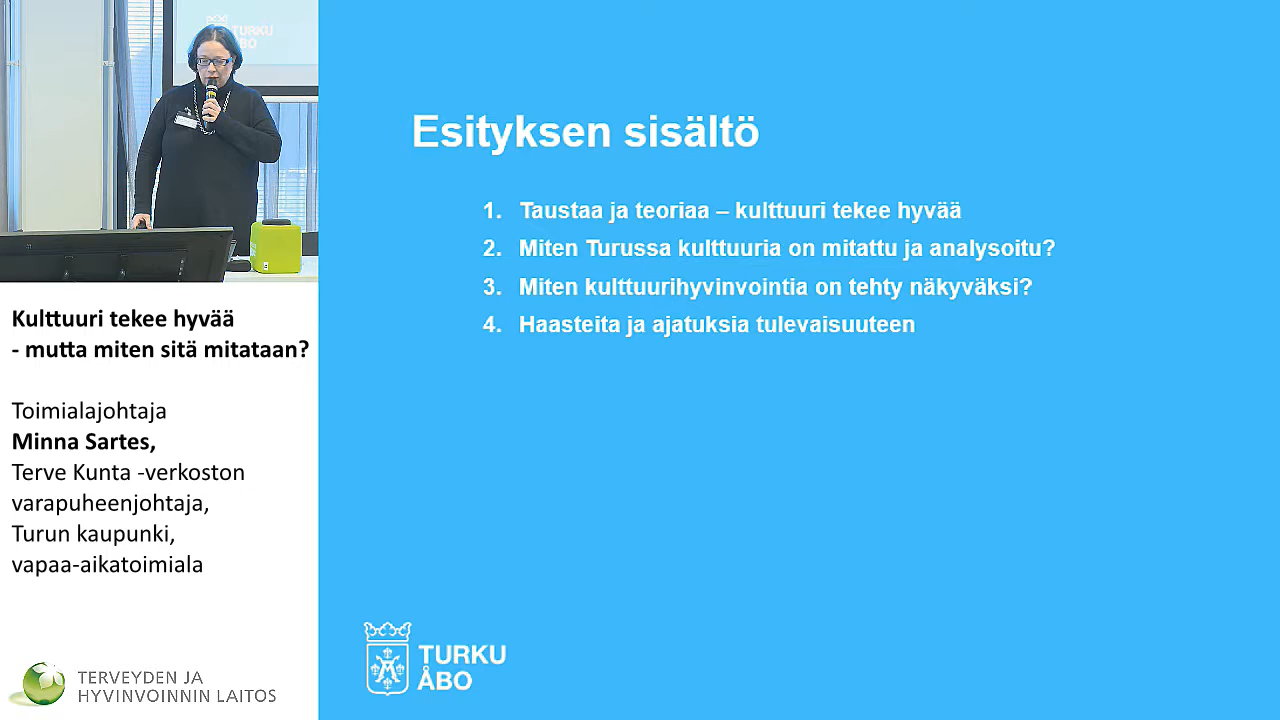 TURKU
Kulttuuri tekee hyvää
- mutta miten sitä mitataan?
Toimialajohtaja
Minna Sartes,
Terve Kunta -verkoston
varapuheenjohtaja,
Turun kaupunki,
vapaa-aikatoimiala
TERVEYDEN JA
HYVINVOINNIN LAITOS
Esityksen sisältö
1. Taustaa ja teoriaa – kulttuuri tekee hyvää
2. Miten Turussa kulttuuria on mitattu ja analysoitu?
3. Miten kulttuurihyvinvointia on tehty näkyväksi?
4. Haasteita ja ajatuksia tulevaisuuteen
TURKU
ÅBO